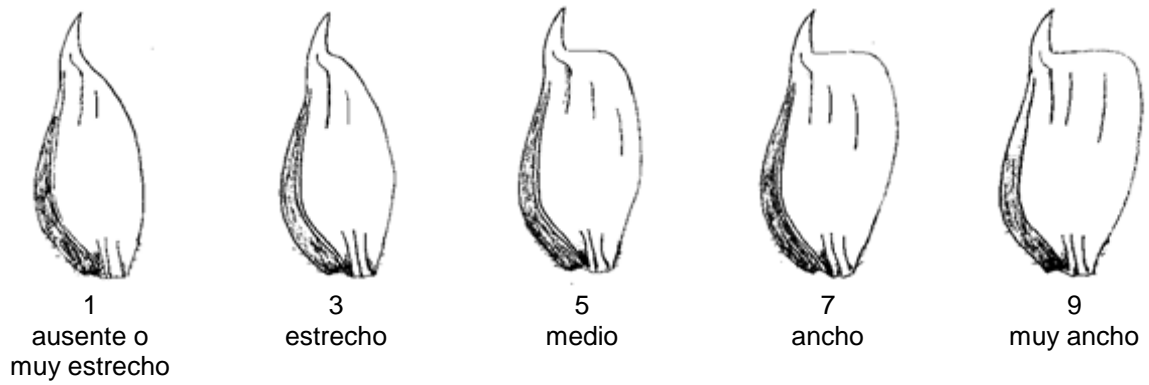 1
ausente o
muy estrecho
3
estrecho
5
medio
7
ancho
9
muy ancho